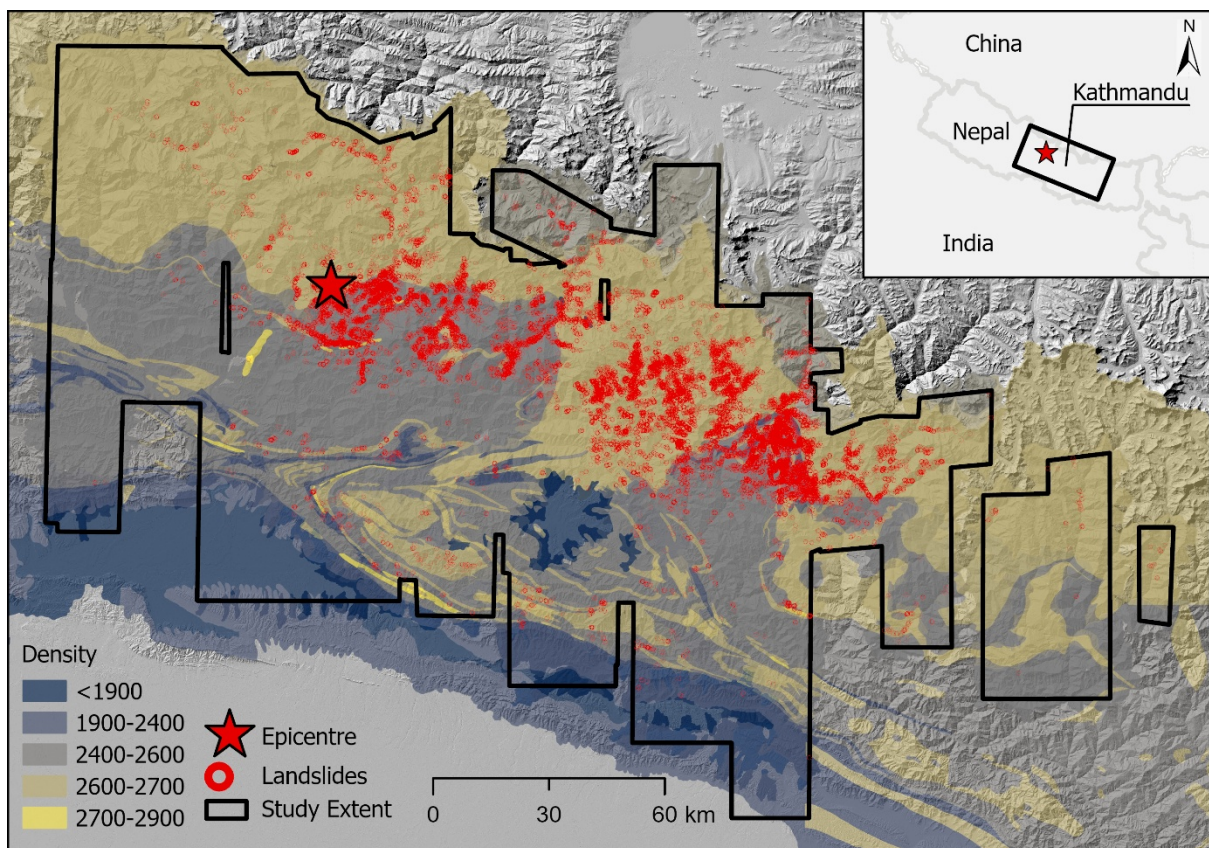 China
N
Kathmandu
Nepal
India
Density
<1900
1900-2400
2400-2600
2600-2700
2700-2900
Epicentre
Landslides
Study Extent
0 30 60 km